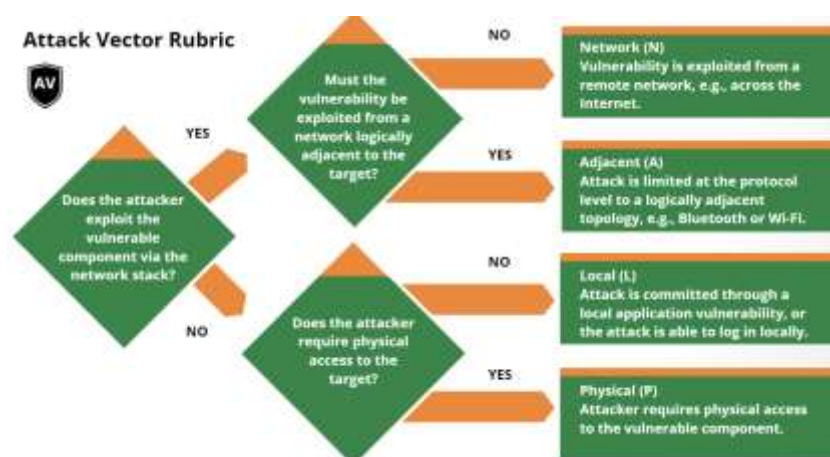 Attack Vector Rubric
AV
Does the attacker
exploit the
vulnerable
component via the
network stack?
YES
NO
Must the
vulnerability be
exploited from a
network logically
adjacent to the
target?
NO
YES
Does the attacker
require physical
access to the
target?
NO
YES
Network (N)
Vulnerability is exploited from a
remote network, e.g., across the
Internet.
Adjacent (A)
Attack is limited at the protocol
level to a logically adjacent
topology, e.g., Bluetooth or Wi-Fi.
Local (L)
Attack is committed through a
local application vulnerability, or
the attack is able to log in locally.
Physical (P)
Attacker requires physical access
to the vulnerable component.